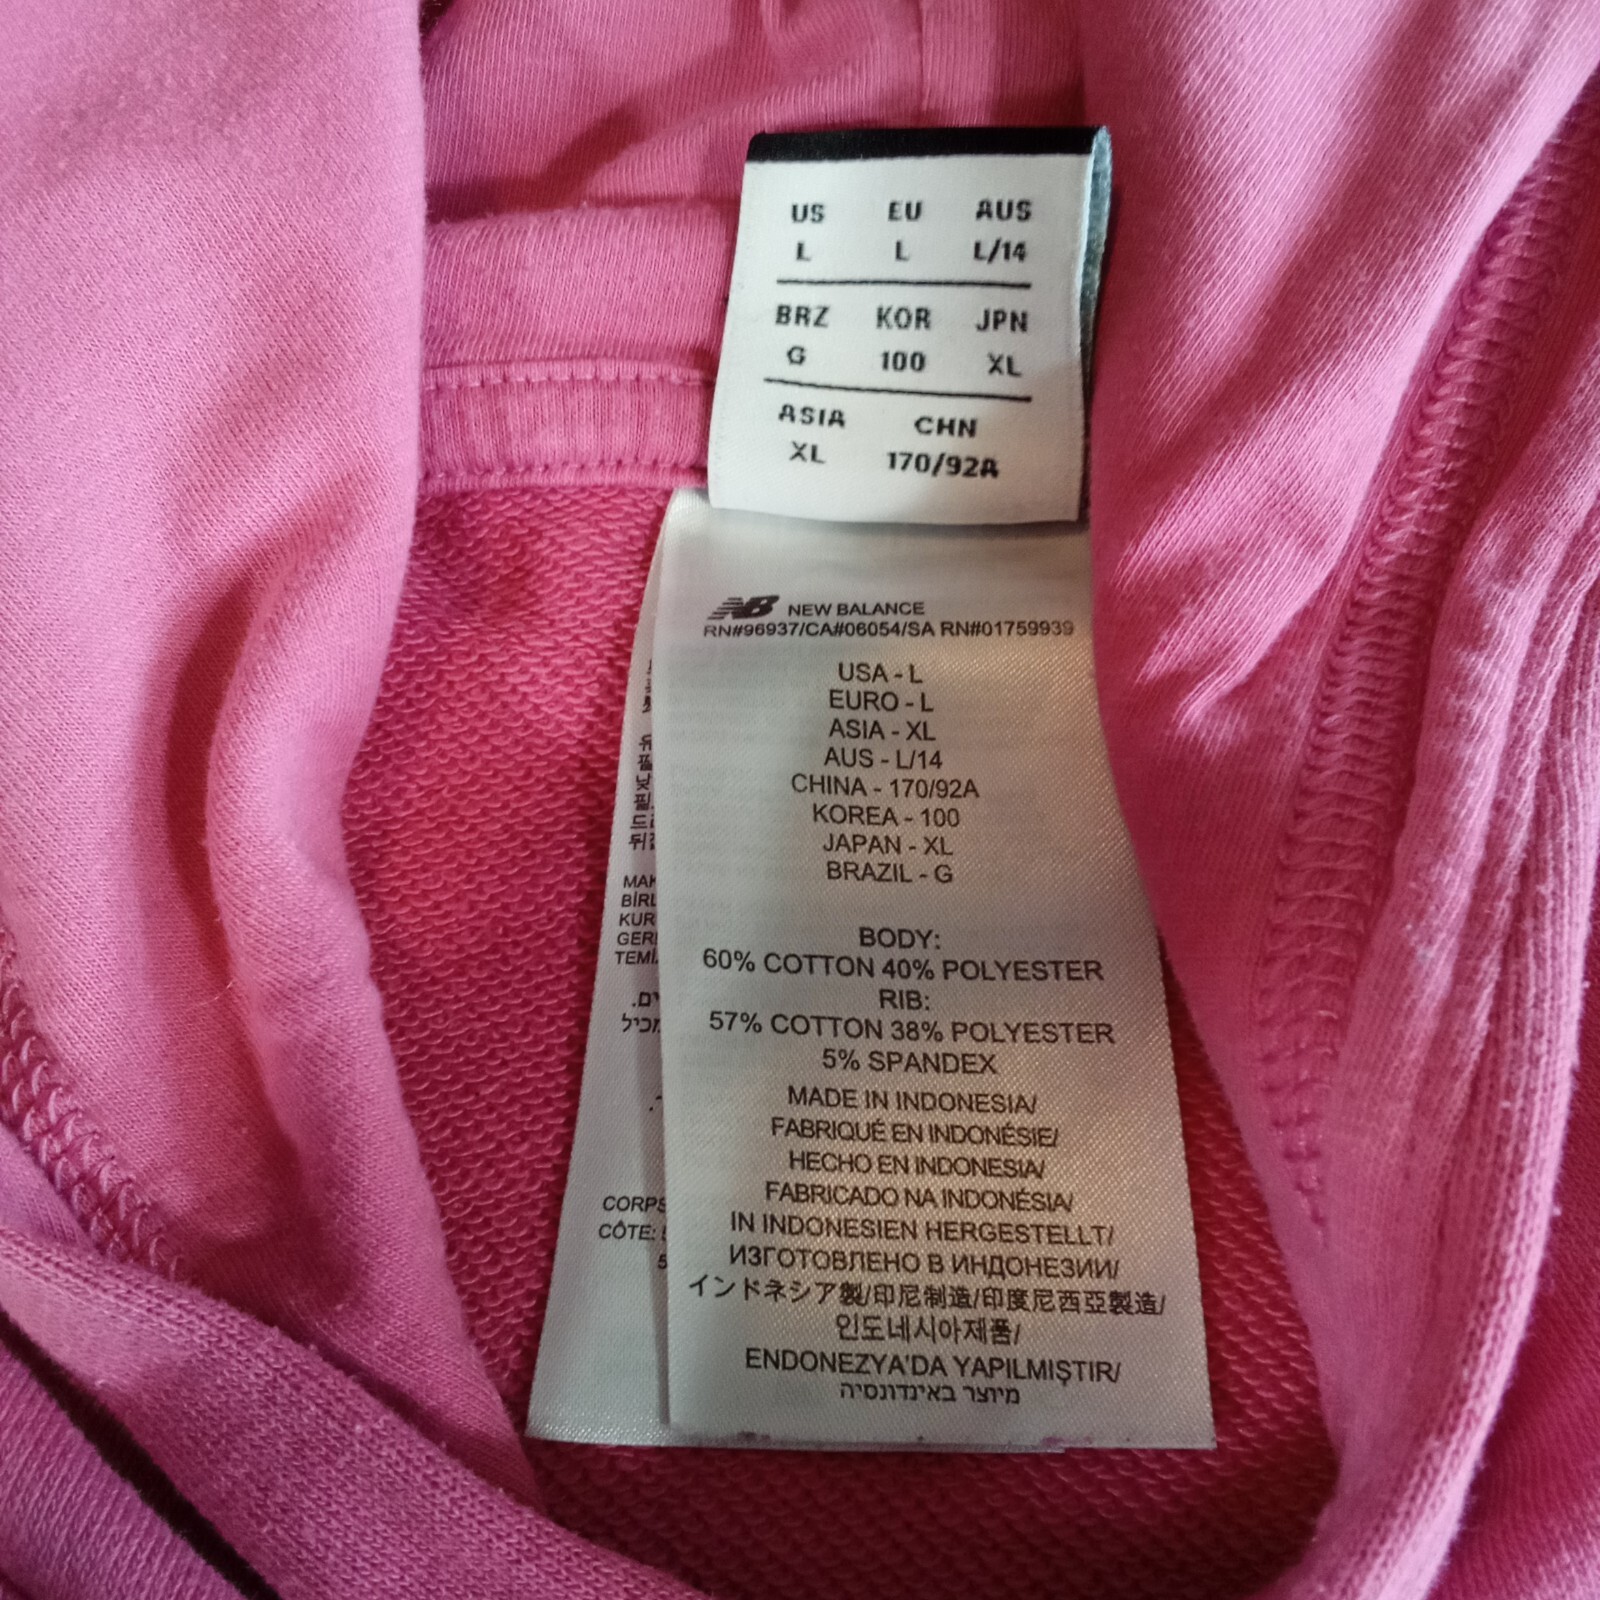 US EU AUS
L L L/14
BRZ KOR JPN
G 100 XL
ASIA CHN
XL 170/92A
NB NEW BALANCE
RN#96937/CA#06054/SA RN#01759939
USA - L
EURO - L
ASIA - XL
AUS - L/14
CHINA - 170/92A
KOREA - 100
JAPAN - XL
BRAZIL - G
BODY:
60% COTTON 40% POLYESTER
RIB:
57% COTTON 38% POLYESTER
5% SPANDEX
MADE IN INDONESIA/
FABRIQUÉ EN INDONÉSIE/
HECHO EN INDONESIA/
FABRICADO NA INDONÉSIA/
IN INDONESIEN HERGESTELLT/
ИЗГОТОВЛЕНО В ИНДОНЕЗИИ/
インドネシア製/印尼制造/印度尼西亞製造/
인도네시아제품/
ENDONEZYA'DA YAPILMIŞTIR/
מיוצר באינדונסיה
CORPS
CÔTE: